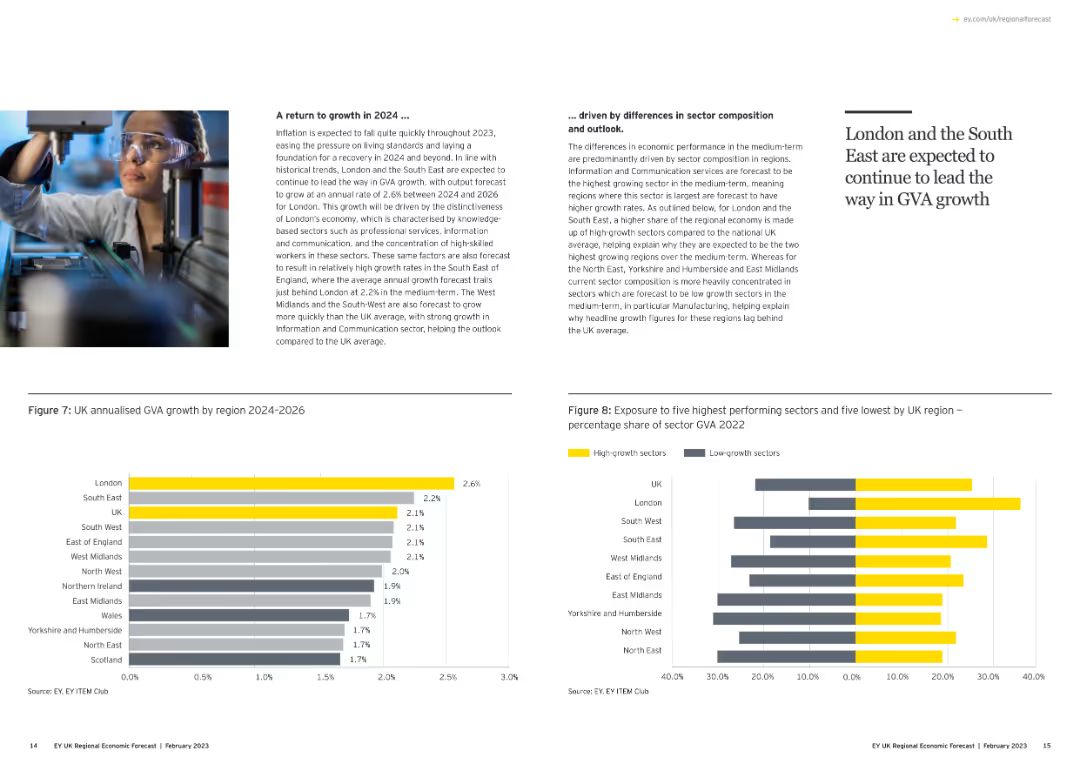 → ey.com/uk/regionalforecast
A return to growth in 2024 ...
Inflation is expected to fall quite quickly throughout 2023,
easing the pressure on living standards and laying a
foundation for a recovery in 2024 and beyond. In line with
historical trends, London and the South East are expected to
continue to lead the way in GVA growth, with output forecast
to grow at an annual rate of 2.6% between 2024 and 2026
for London. This growth will be driven by the distinctiveness
of London's economy, which is characterised by knowledge-
based sectors such as professional services, information
and communication, and the concentration of high-skilled
workers in these sectors. These same factors are also forecast
to result in relatively high growth rates in the South East of
England, where the average annual growth forecast trails
just behind London at 2.2% in the medium-term. The West
Midlands and the South-West are also forecast to grow
more quickly than the UK average, with strong growth in
Information and Communication sector, helping the outlook
compared to the UK average.
... driven by differences in sector composition
and outlook.
The differences in economic performance in the medium-term
are predominantly driven by sector composition in regions.
Information and Communication services are forecast to be
the highest growing sector in the medium-term, meaning
regions where this sector is largest are forecast to have
higher growth rates. As outlined below, for London and the
South East, a higher share of the regional economy is made
up of high-growth sectors compared to the national UK
average, helping explain why they are expected to be the two
highest growing regions over the medium-term. Whereas for
the North East, Yorkshire and Humberside and East Midlands
current sector composition is more heavily concentrated in
sectors which are forecast to be low growth sectors in the
medium-term, in particular Manufacturing, helping explain
why headline growth figures for these regions lag behind
the UK average.
London and the South
East are expected to
continue to lead the
way in GVA growth
Figure 7: UK annualised GVA growth by region 2024-2026
London 2.6%
South East 2.2%
UK 2.1%
South West 2.1%
East of England 2.1%
West Midlands 2.1%
North West 2.0%
Northern Ireland 1.9%
East Midlands 1.9%
Wales 1.7%
Yorkshire and Humberside 1.7%
North East 1.7%
Scotland 1.7%
0.0% 0.5% 1.0% 1.5% 2.0% 2.5% 3.0%
Source: EY, EY ITEM Club
Figure 8: Exposure to five highest performing sectors and five lowest by UK region —
percentage share of sector GVA 2022
High-growth sectors Low-growth sectors
UK
London
South West
South East
West Midlands
East of England
East Midlands
Yorkshire and Humberside
North West
North East
40.0% 30.0% 20.0% 10.0% 0.0% 10.0% 20.0% 30.0% 40.0%
Source: EY, EY ITEM Club
14 EY UK Regional Economic Forecast | February 2023
EY UK Regional Economic Forecast | February 2023 15